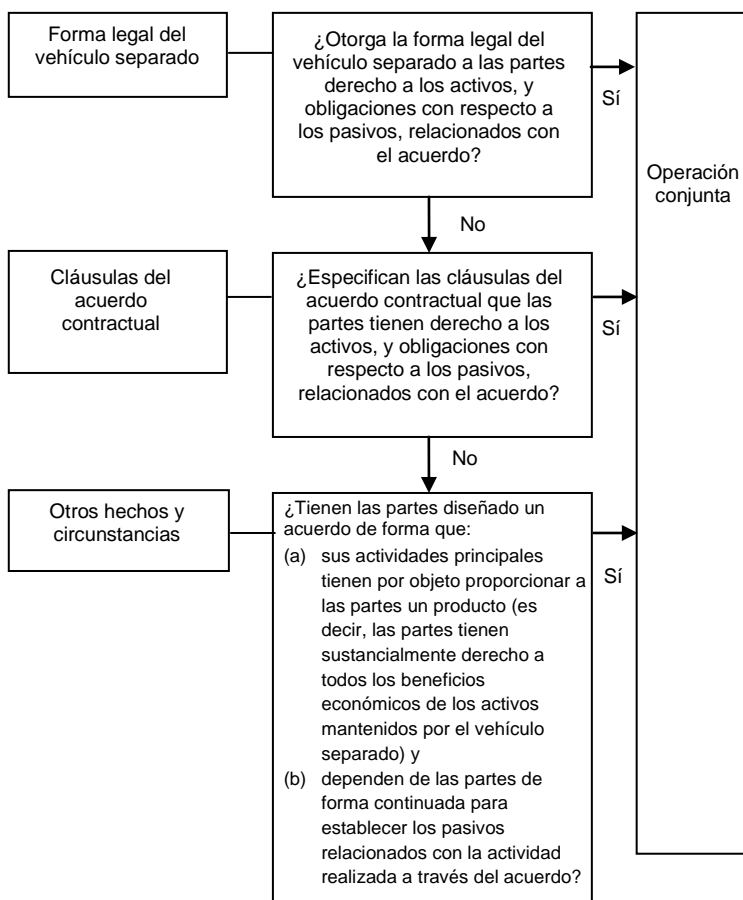 Forma legal del
vehículo separado
¿Otorga la forma legal del
vehículo separado a las partes
derecho a los activos, y
obligaciones con respecto a
los pasivos, relacionados con
el acuerdo?
Sí
Operación
conjunta
No
Cláusulas del
acuerdo
contractual
¿Especifican las cláusulas del
acuerdo contractual que las
partes tienen derecho a los
activos, y obligaciones con
respecto a los pasivos,
relacionados con el acuerdo?
Sí
No
Otros hechos y
circunstancias
¿Tienen las partes diseñado un
acuerdo de forma que:
(a) sus actividades principales
tienen por objeto proporcionar a
las partes un producto (es
decir, las partes tienen
sustancialmente derecho a
todos los beneficios
económicos de los activos
mantenidos por el vehículo
separado) y
(b) dependen de las partes de
forma continuada para
establecer los pasivos
relacionados con la actividad
realizada a través del acuerdo?
Sí